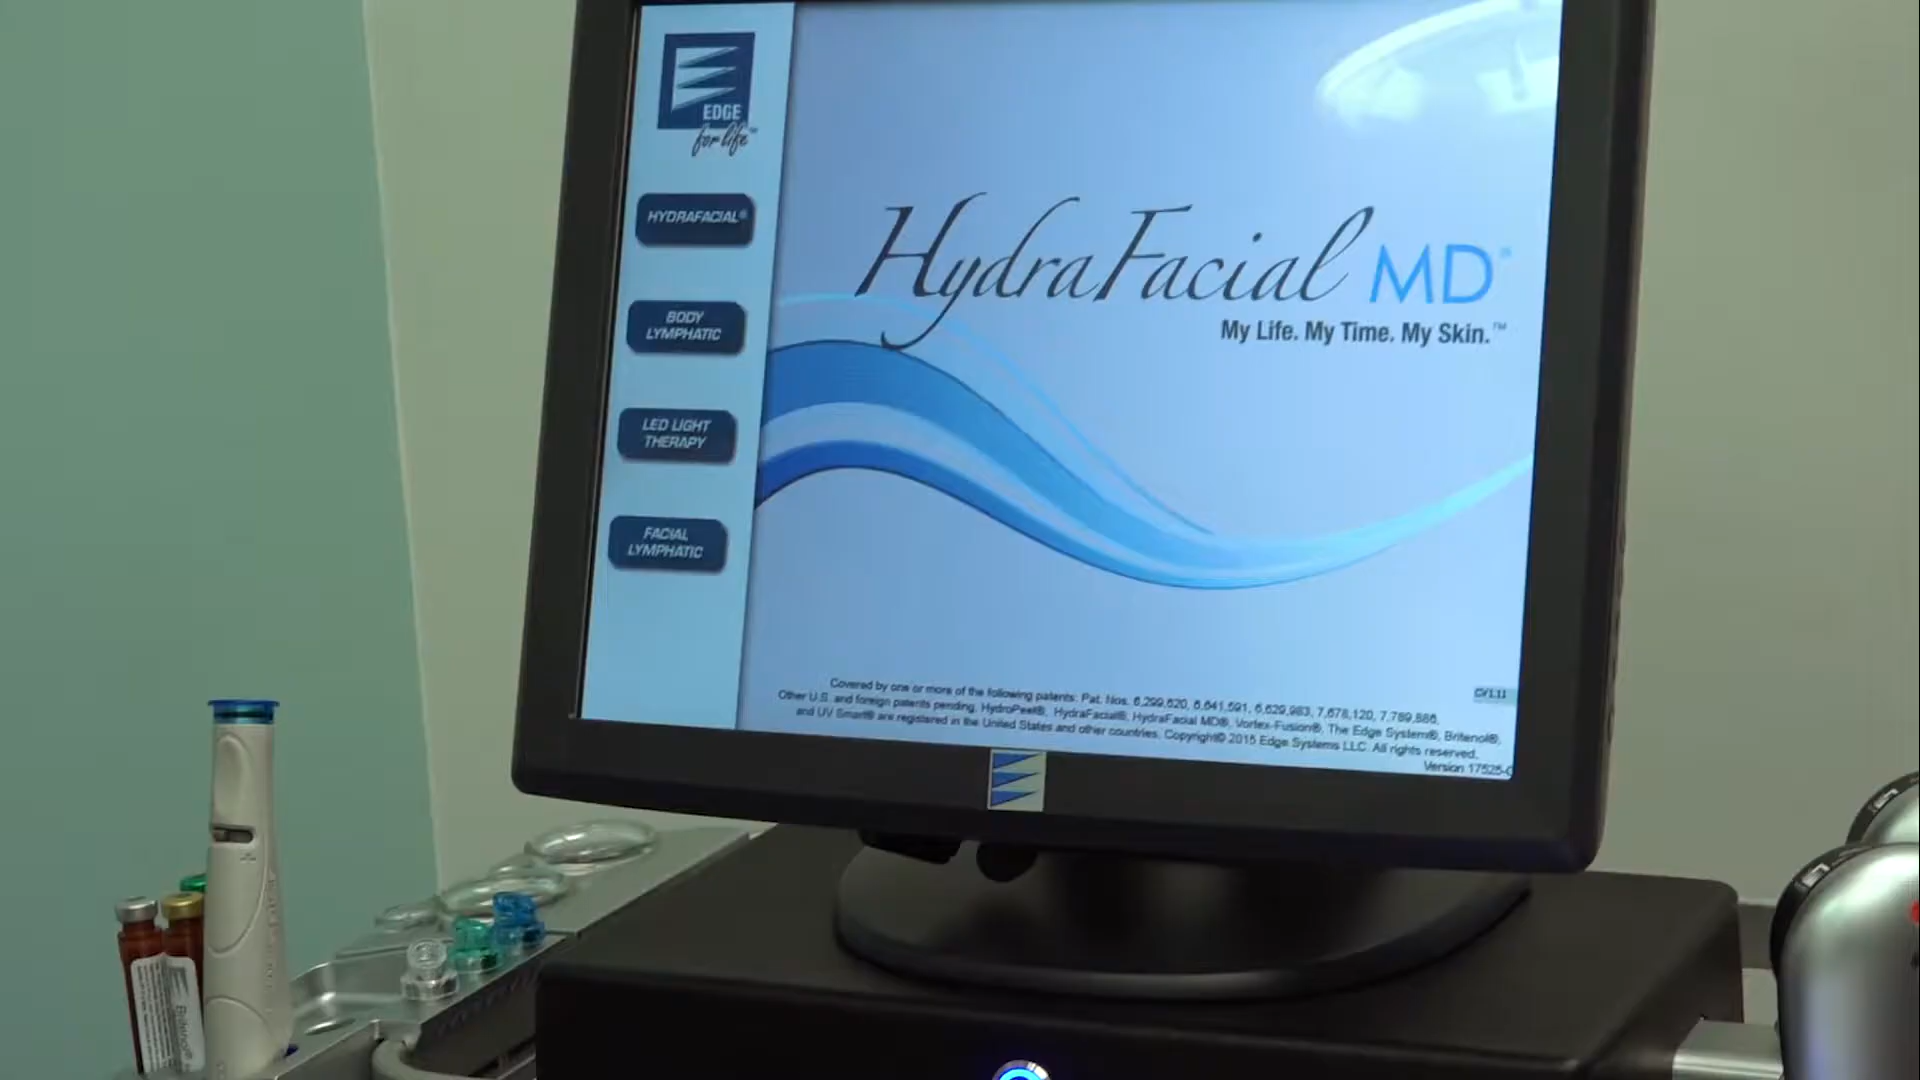 EDGE
for life™
HYDRAFACIAL®
BODY
LYMPHATIC
LED LIGHT
THERAPY
FACIAL
LYMPHATIC
HydraFacial MD®
My Life. My Time. My Skin.™
Covered by one or more of the following patents: Pat. Nos. 6,299,620, 6,641,591, 6,629,983, 7,678,120, 7,789,886,
Other U.S. and foreign patents pending. HydroPeel®, HydraFacial®, HydraFacial MD®, Vortex-Fusion®, The Edge System®, Britenol®,
and UV Smart® are registered in the United States and other countries. Copyright© 2015 Edge Systems LLC. All rights reserved.
Version 17525-
Britenol®